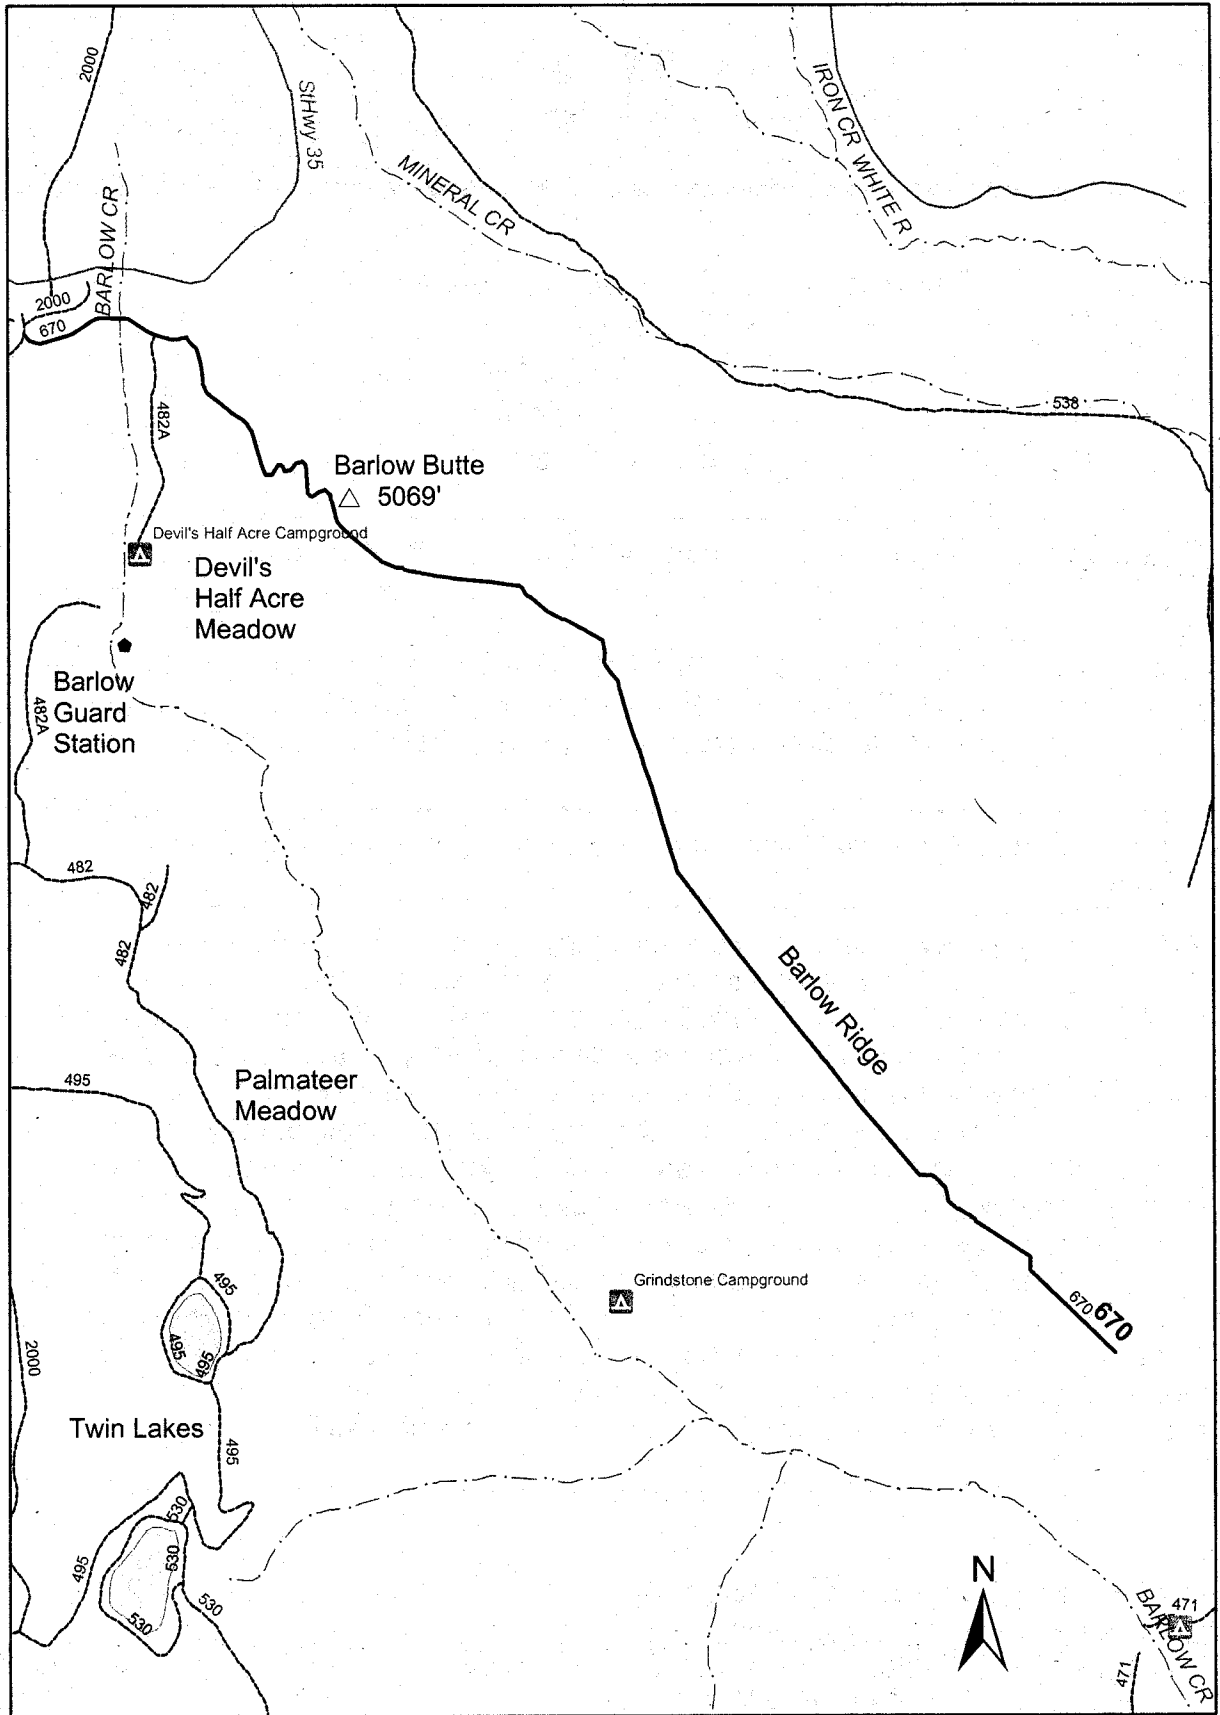 2000
StHwy 35
IRON CR
WHITE R
MINERAL CR
BARLOW CR
2000
670
482A
538
Barlow Butte
5069'
Devil's Half Acre Campground
Devil's
Half Acre
Meadow
Barlow
Guard
Station
482A
482
482
482
Barlow Ridge
495
Palmateer
Meadow
Grindstone Campground
495
495
495
670
670
2000
Twin Lakes
495
530
530
495
530
530
N
471
BARLOW CR
471